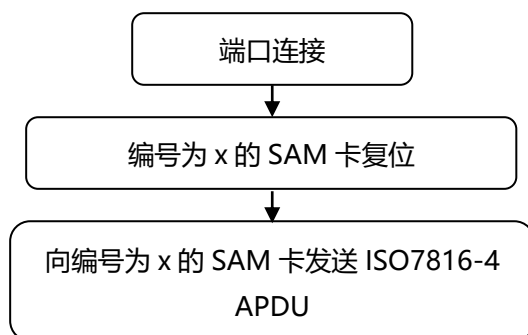 端口连接
编号为 x 的 SAM 卡复位
向编号为 x 的 SAM 卡发送 ISO7816-4
APDU